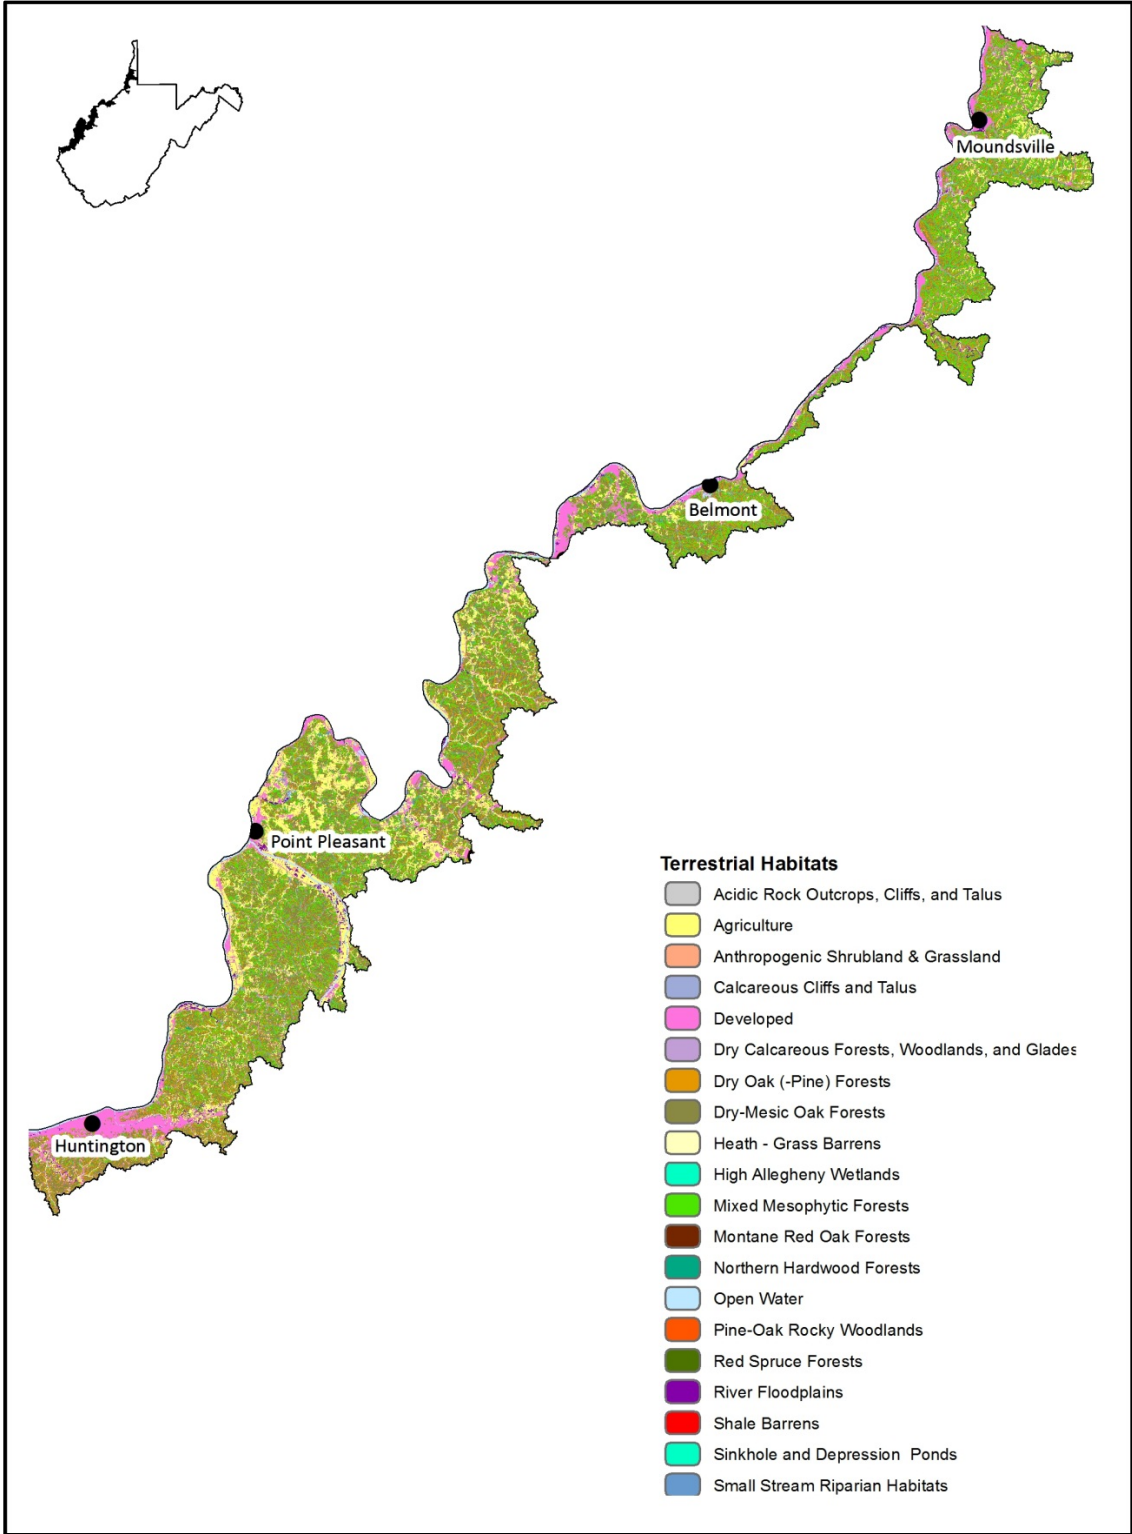 Moundsville
Belmont
Point Pleasant
Huntington
Terrestrial Habitats
Acidic Rock Outcrops, Cliffs, and Talus
Agriculture
Anthropogenic Shrubland & Grassland
Calcareous Cliffs and Talus
Developed
Dry Calcareous Forests, Woodlands, and Glades
Dry Oak (-Pine) Forests
Dry-Mesic Oak Forests
Heath - Grass Barrens
High Allegheny Wetlands
Mixed Mesophytic Forests
Montane Red Oak Forests
Northern Hardwood Forests
Open Water
Pine-Oak Rocky Woodlands
Red Spruce Forests
River Floodplains
Shale Barrens
Sinkhole and Depression  Ponds
Small Stream Riparian Habitats